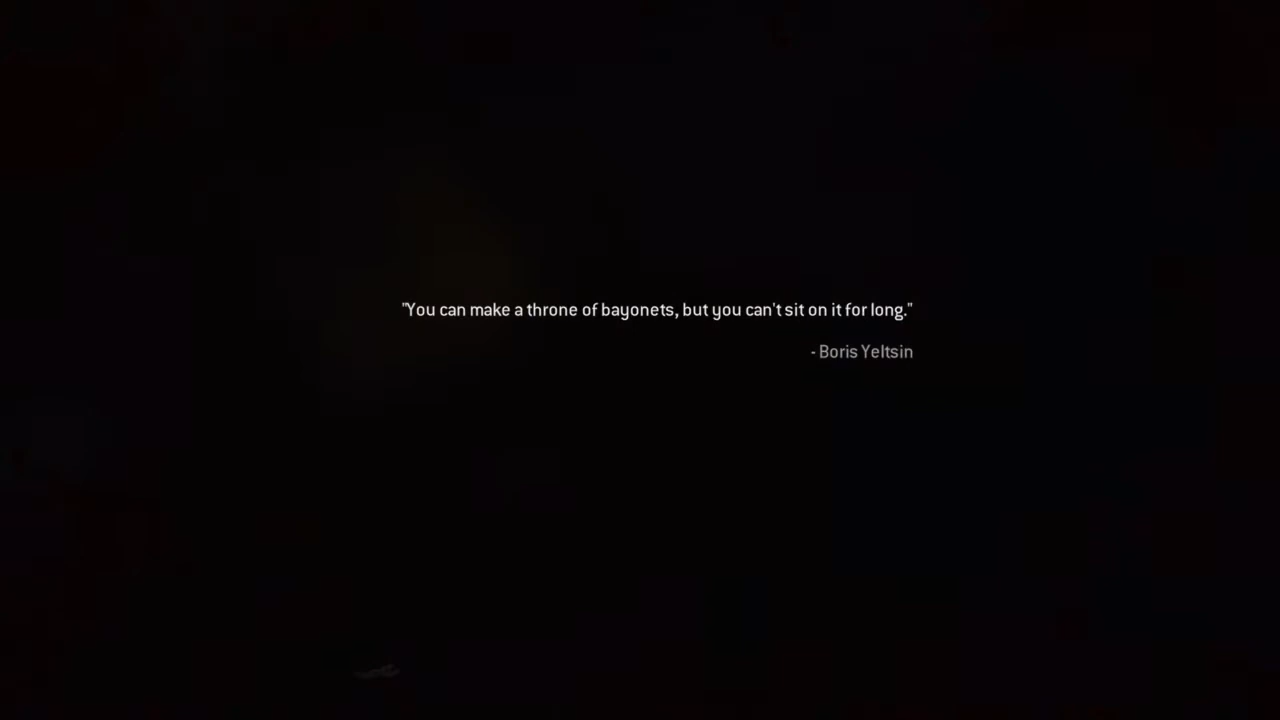 "You can make a throne of bayonets, but you can't sit on it for long."
- Boris Yeltsin